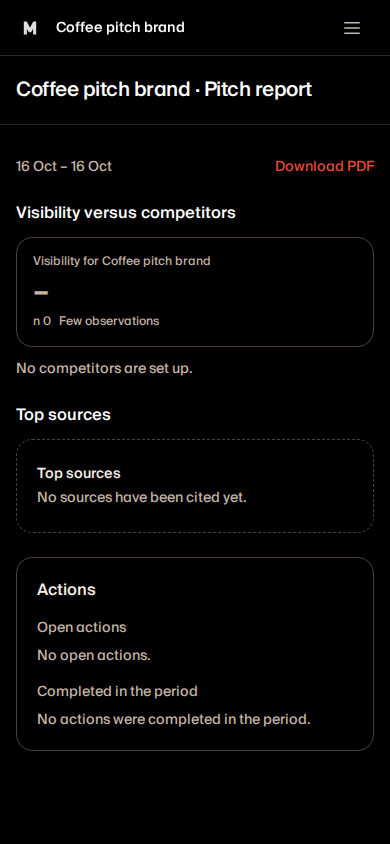 M
Coffee pitch brand
Coffee pitch brand · Pitch report
16 Oct – 16 Oct
Download PDF
Visibility versus competitors
Visibility for Coffee pitch brand
–
n 0 Few observations
No competitors are set up.
Top sources
Top sources
No sources have been cited yet.
Actions
Open actions
No open actions.
Completed in the period
No actions were completed in the period.